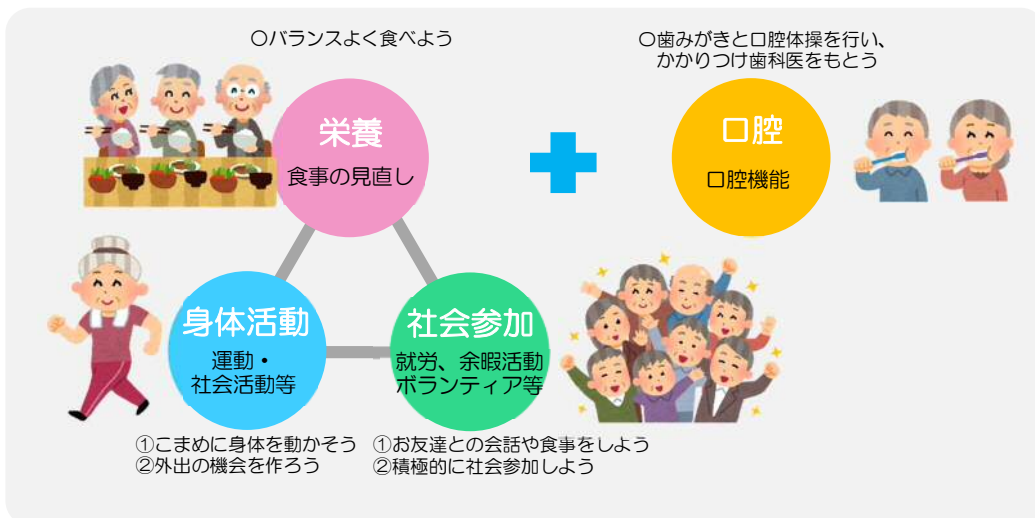 〇バランスよく食べよう
〇歯みがきと口腔体操を行い、
かかりつけ歯科医をもとう
栄養
食事の見直し
口腔
口腔機能
身体活動
運動・
社会活動等
社会参加
就労、余暇活動
ボランティア等
①こまめに身体を動かそう
②外出の機会を作ろう
①お友達との会話や食事をしよう
②積極的に社会参加しよう